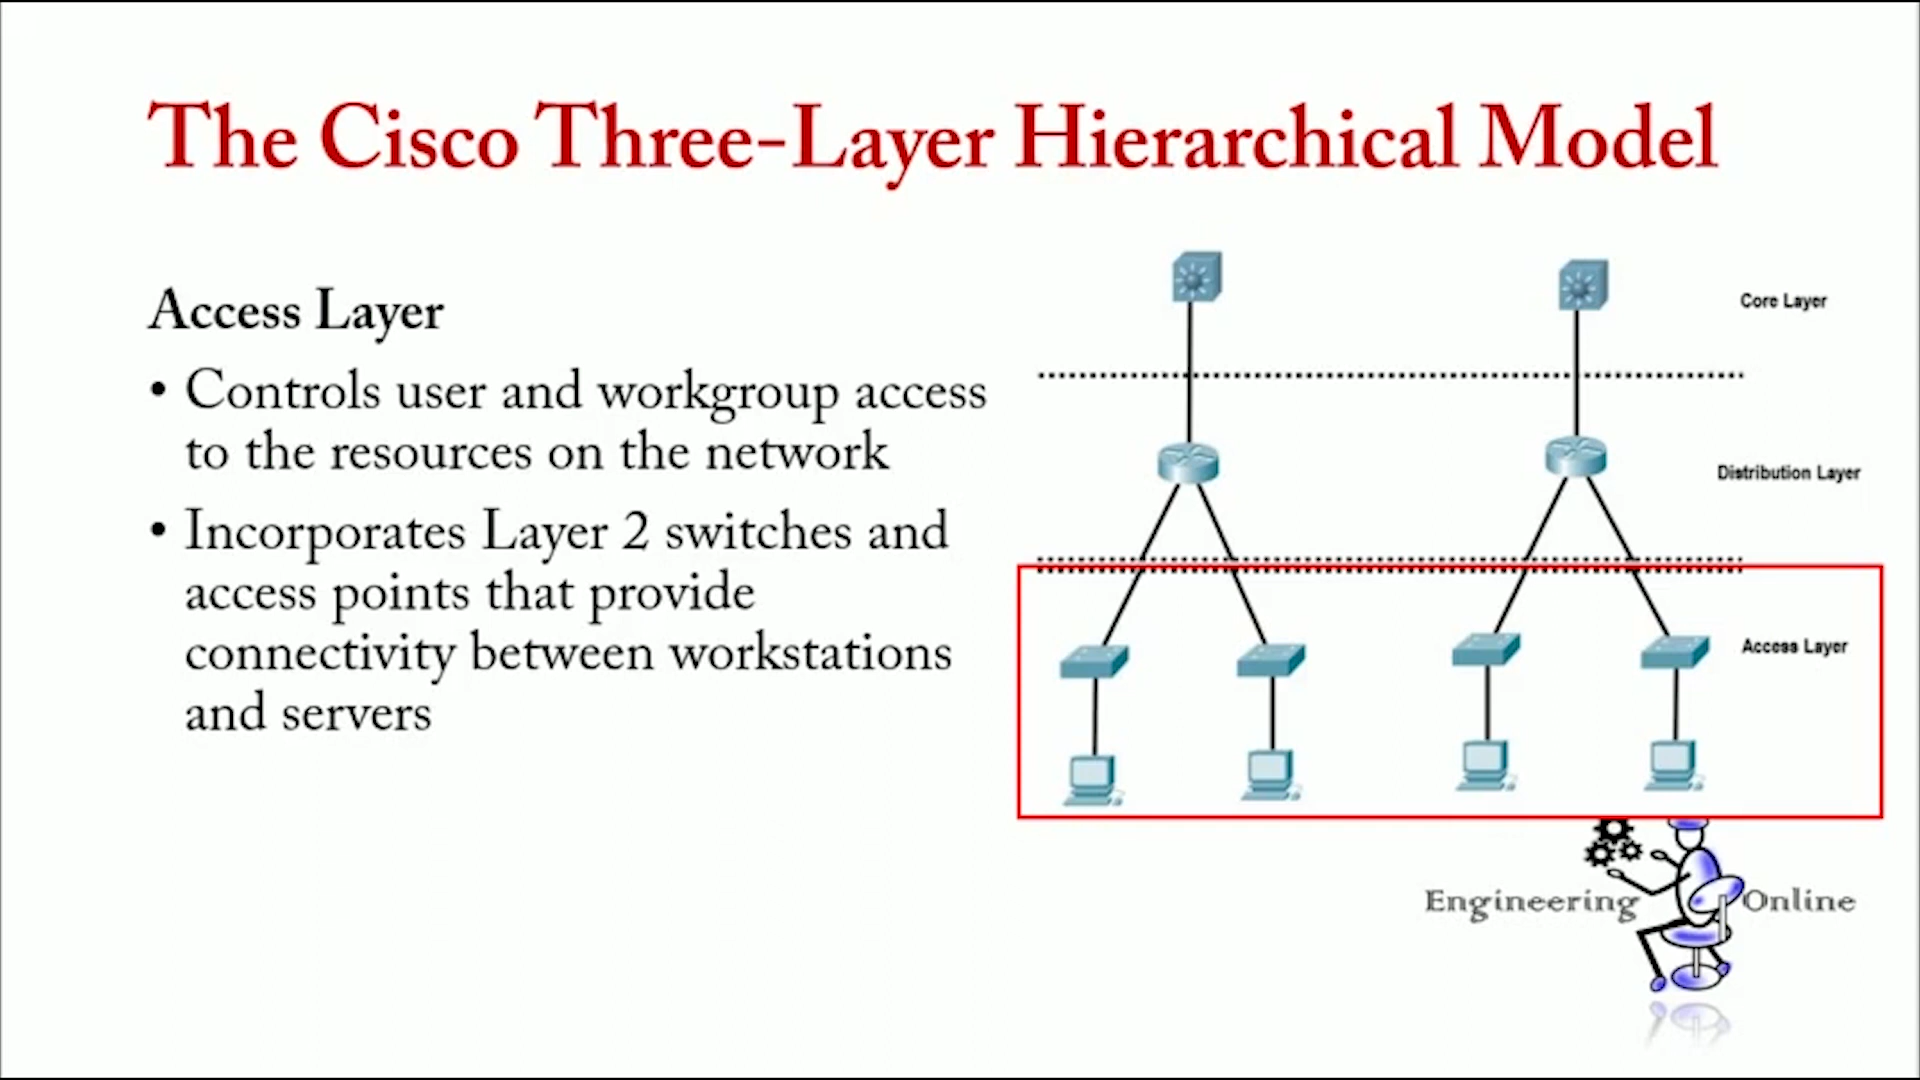 The Cisco Three-Layer Hierarchical Model
Access Layer
• Controls user and workgroup access
to the resources on the network
• Incorporates Layer 2 switches and
access points that provide
connectivity between workstations
and servers
Core Layer
Distribution Layer
Access Layer
Engineering Online